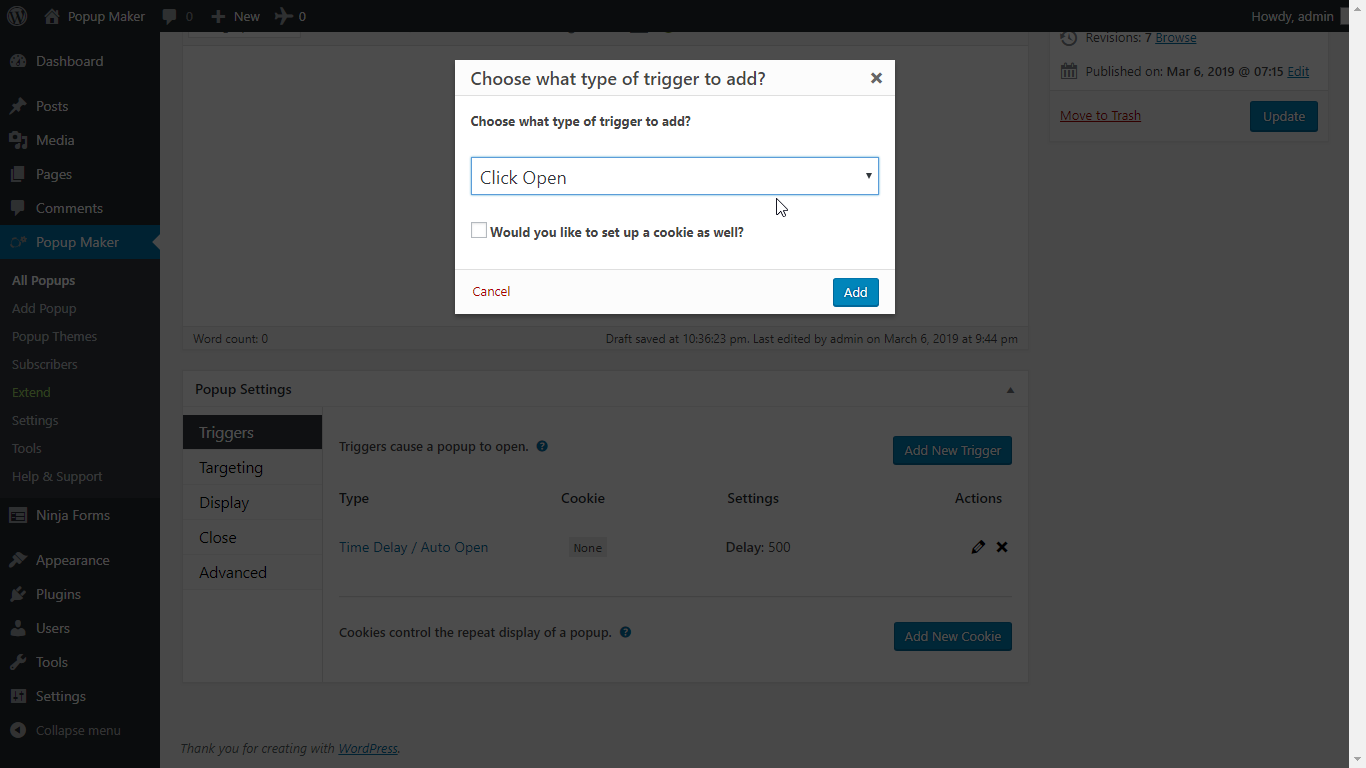 Popup Maker 0 New 0 Howdy, admin
Dashboard
Posts
Media
Pages
Comments
Popup Maker
All Popups
Add Popup
Popup Themes
Subscribers
Extend
Settings
Tools
Help & Support
Ninja Forms
Appearance
Plugins
Users
Tools
Settings
Collapse menu
Revisions: 7 Browse
Published on: Mar 6, 2019 @ 07:15 Edit
Move to Trash
Update
Choose what type of trigger to add?
Choose what type of trigger to add?
Click Open
Would you like to set up a cookie as well?
Cancel
Add
Word count: 0
Draft saved at 10:36:23 pm. Last edited by admin on March 6, 2019 at 9:44 pm
Popup Settings
Triggers
Targeting
Display
Close
Advanced
Triggers cause a popup to open.
Add New Trigger
Type Cookie Settings Actions
Time Delay / Auto Open None Delay: 500
Cookies control the repeat display of a popup.
Add New Cookie
Thank you for creating with WordPress.